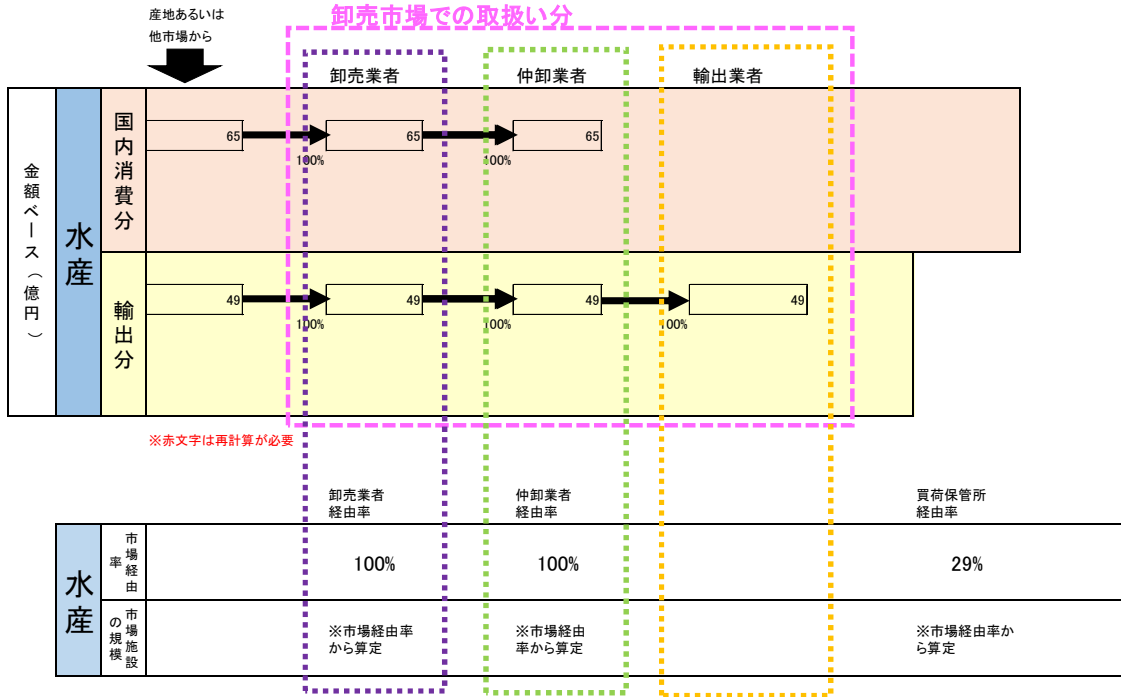 産地あるいは
他市場から
卸売市場での取扱い分
卸売業者
仲卸業者
輸出業者
金額ベース（億円）
水産
国内消費分
65
100%
65
100%
65
輸出分
49
100%
49
100%
49
100%
49
※赤文字は再計算が必要
卸売業者
経由率
仲卸業者
経由率
買荷保管所
経由率
水産
市場経由
率
100%
100%
29%
市場施設
の規模
※市場経由率
から算定
※市場経由
率から算定
※市場経由率か
ら算定